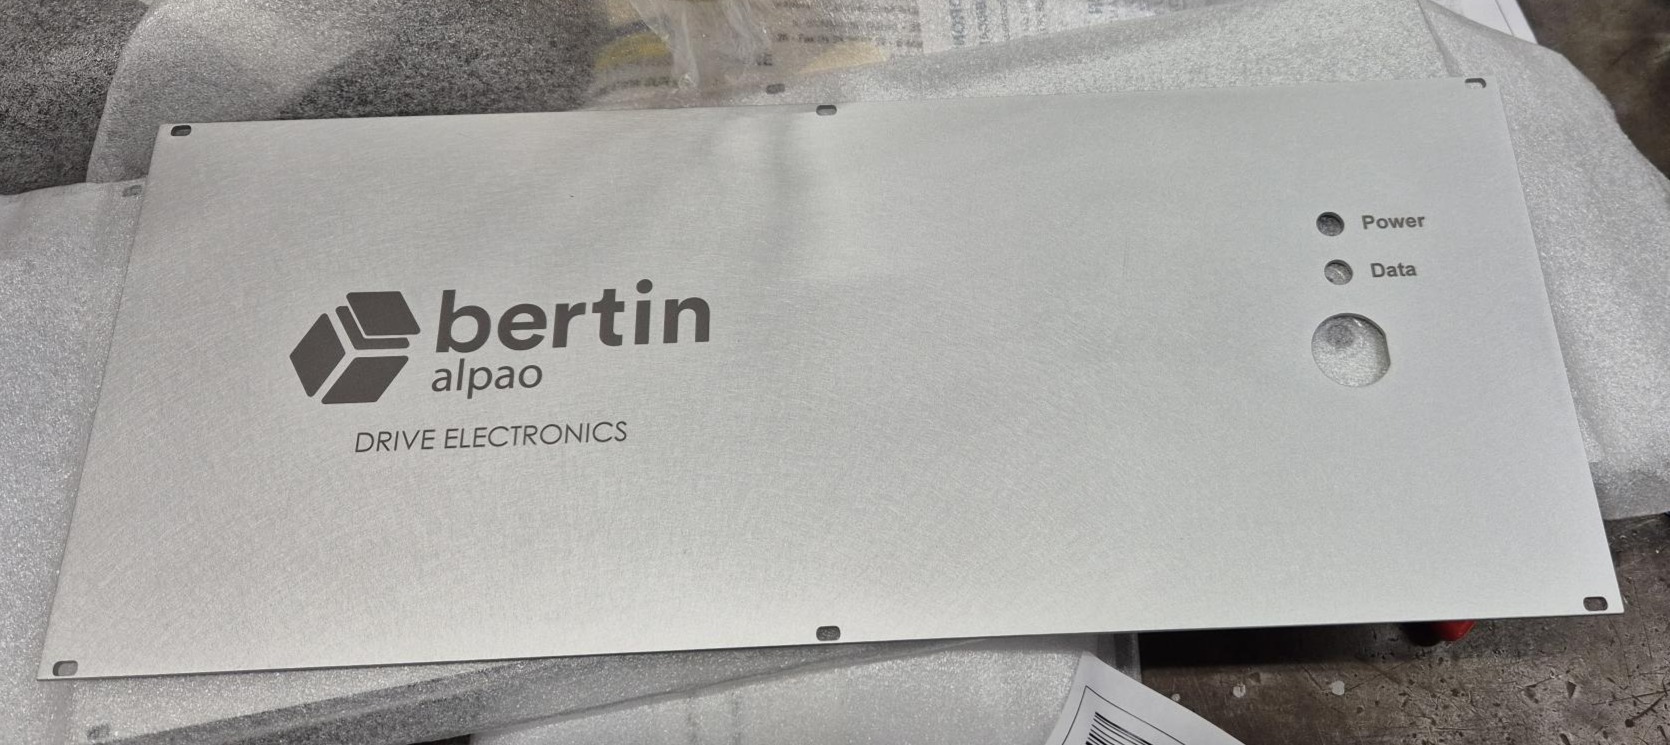 bertin
alpao
DRIVE ELECTRONICS
Power
Data